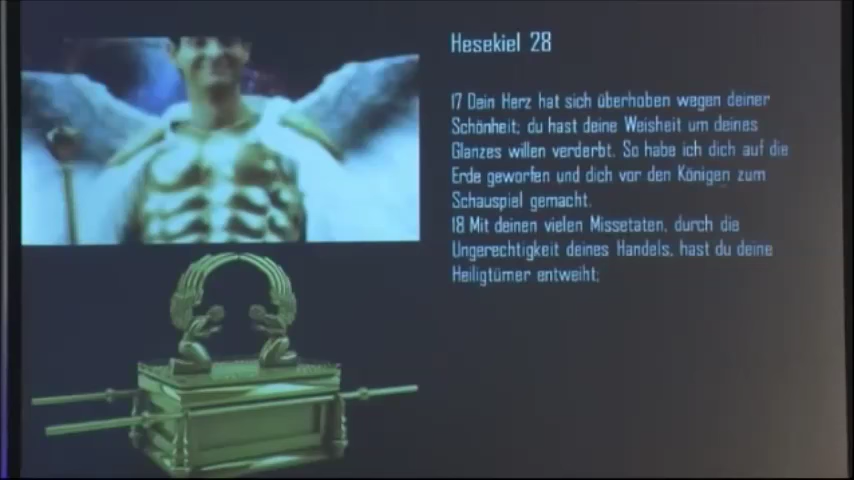 Hesekiel 28
17 Dein Herz hat sich überhoben wegen deiner
Schönheit; du hast deine Weisheit um deines
Glanzes willen verderbt. So habe ich dich auf die
Erde geworfen und dich vor den Königen zum
Schauspiel gemacht.
18 Mit deinen vielen Missetaten, durch die
Ungerechtigkeit deines Handels, hast du deine
Heiligtümer entweiht;